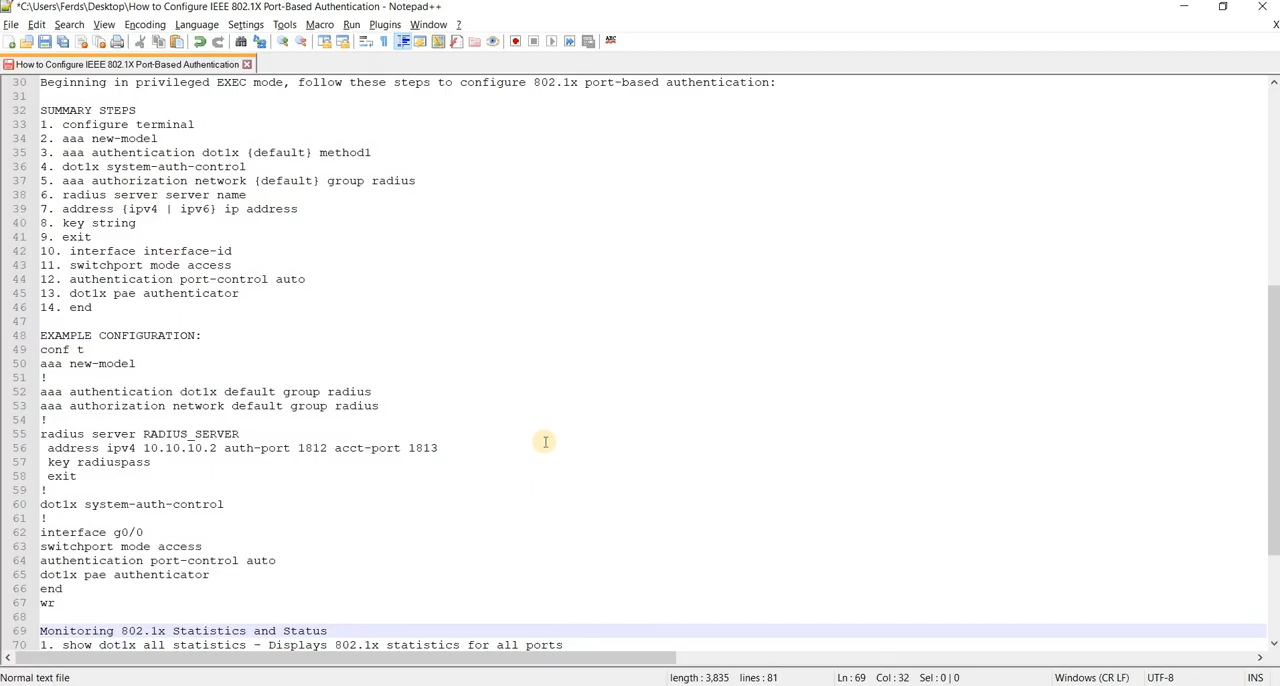 *C:\Users\Ferds\Desktop\How to Configure IEEE 802.1X Port-Based Authentication - Notepad++
File Edit Search View Encoding Language Settings Tools Macro Run Plugins Window ? X
ABC
How to Configure IEEE 802.1X Port-Based Authentication
30 Beginning in privileged EXEC mode, follow these steps to configure 802.1x port-based authentication:
31
32 SUMMARY STEPS
33 1. configure terminal
34 2. aaa new-model
35 3. aaa authentication dot1x {default} method1
36 4. dot1x system-auth-control
37 5. aaa authorization network {default} group radius
38 6. radius server server name
39 7. address {ipv4 | ipv6} ip address
40 8. key string
41 9. exit
42 10. interface interface-id
43 11. switchport mode access
44 12. authentication port-control auto
45 13. dot1x pae authenticator
46 14. end
47
48 EXAMPLE CONFIGURATION:
49 conf t
50 aaa new-model
51 !
52 aaa authentication dot1x default group radius
53 aaa authorization network default group radius
54 !
55 radius server RADIUS_SERVER
56 address ipv4 10.10.10.2 auth-port 1812 acct-port 1813
57 key radiuspass
58 exit
59 !
60 dot1x system-auth-control
61 !
62 interface g0/0
63 switchport mode access
64 authentication port-control auto
65 dot1x pae authenticator
66 end
67 wr
68
69 Monitoring 802.1x Statistics and Status
70 1. show dot1x all statistics - Displays 802.1x statistics for all ports
Normal text file length : 3,835 lines : 81 Ln : 69 Col : 32 Sel : 0 | 0 Windows (CR LF) UTF-8 INS